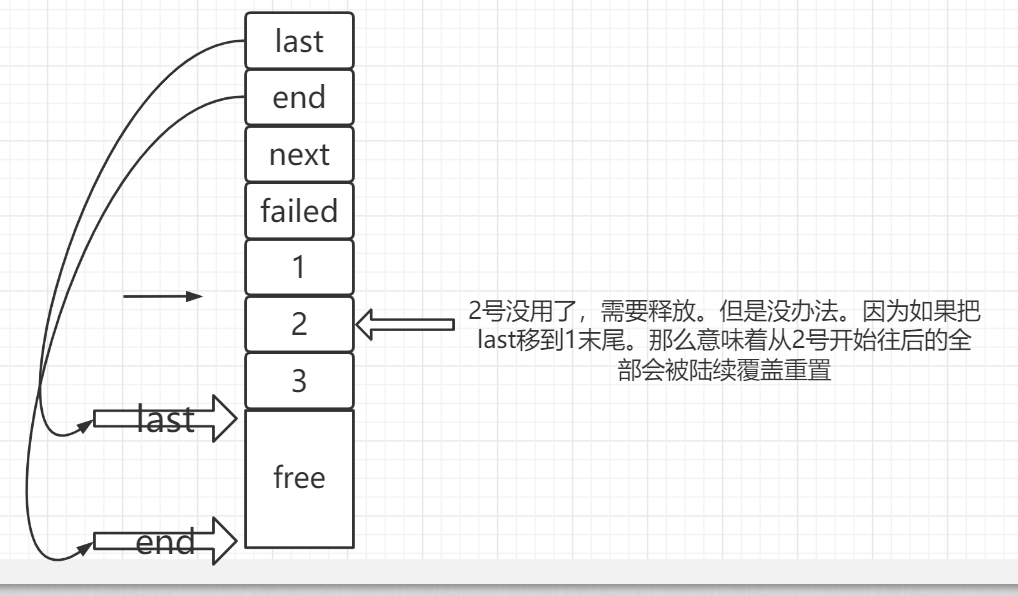 last
end
next
failed
1
2
3
free
last
end
2号没用了，需要释放。但是没办法。因为如果把
last移到1末尾。那么意味着从2号开始往后的全
部会被陆续覆盖重置